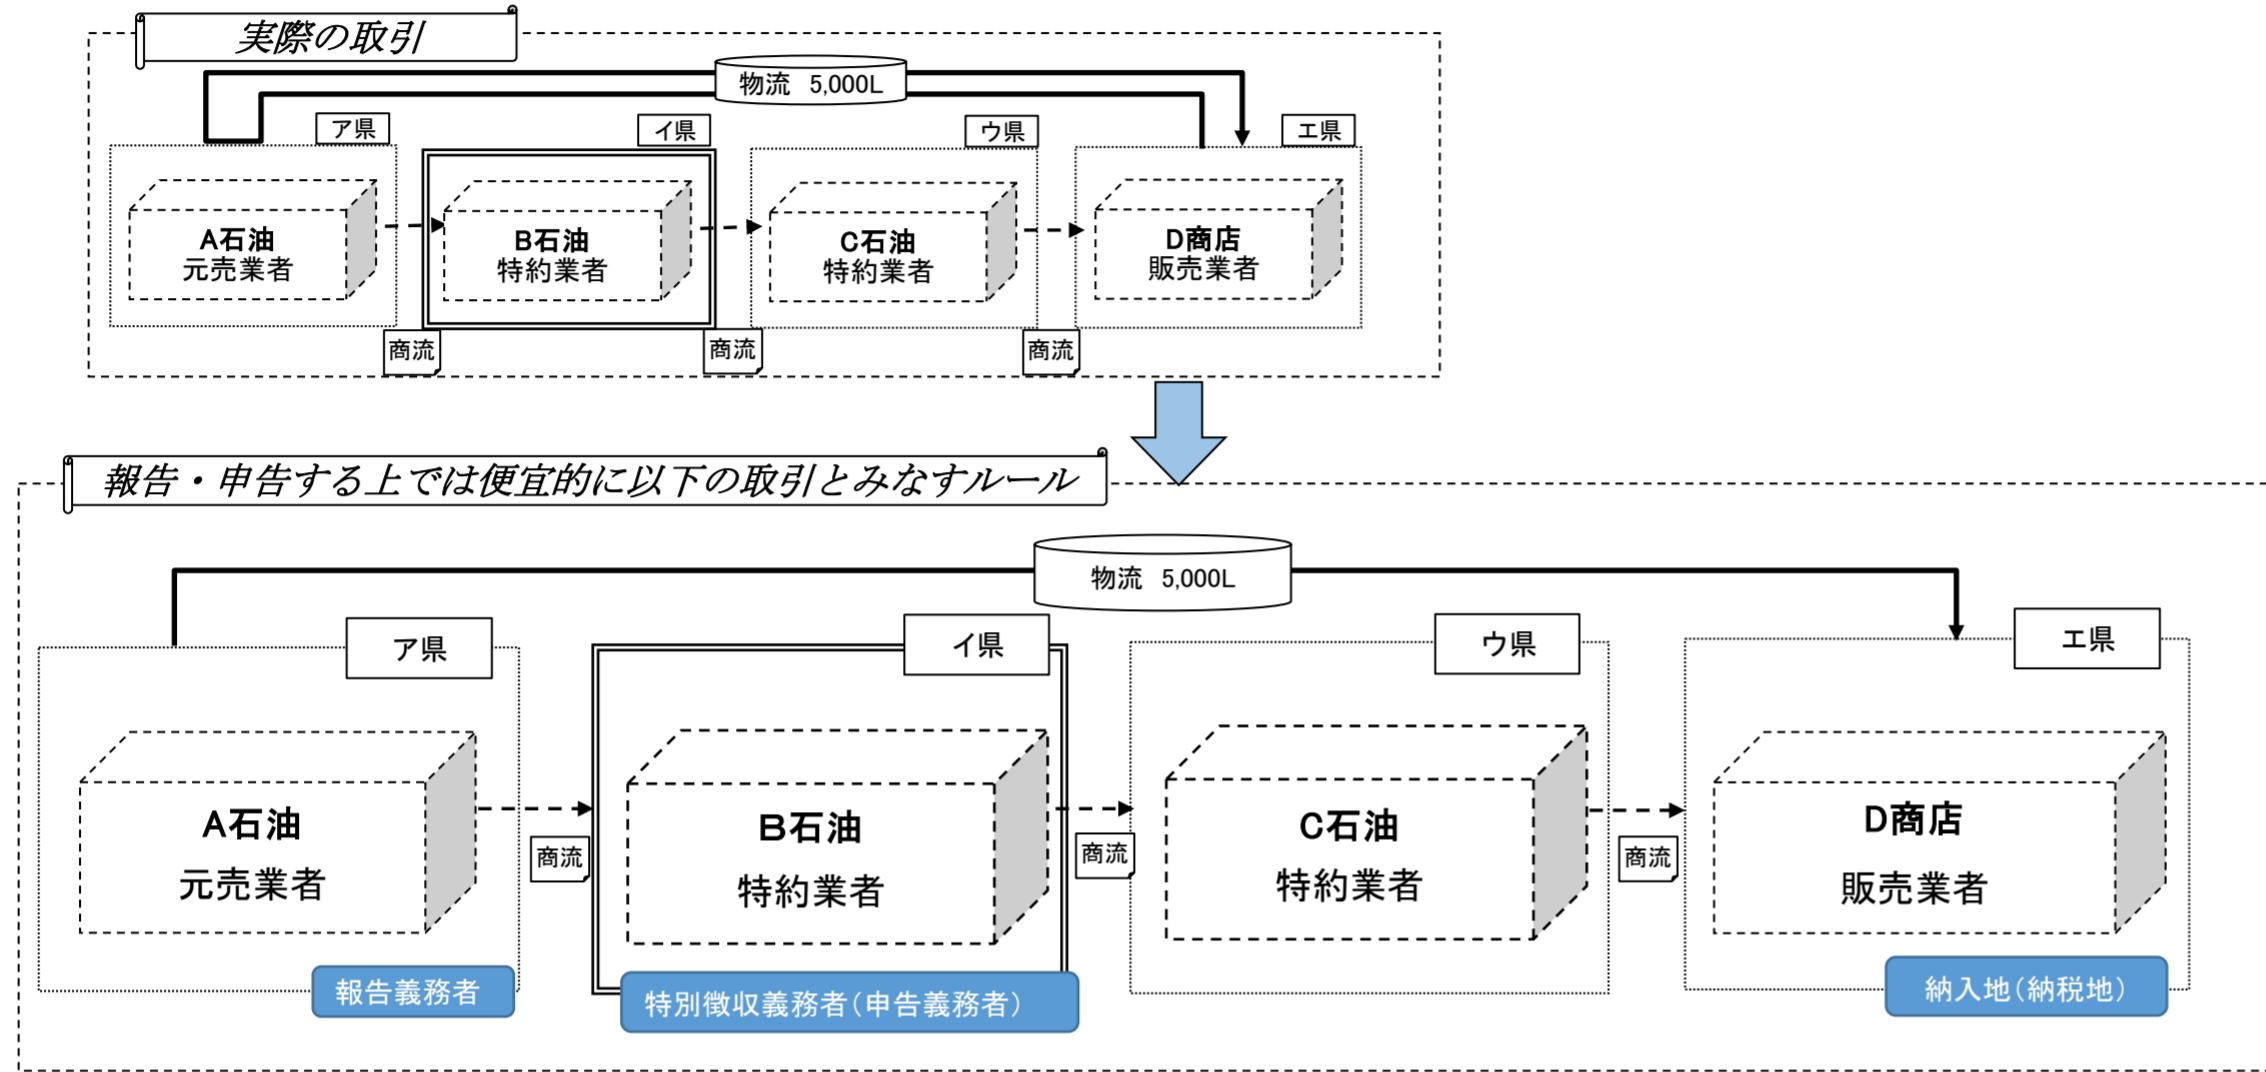 実際の取引
物流 5,000L
ア県
イ県
ウ県
エ県
A石油
元売業者
B石油
特約業者
C石油
特約業者
D商店
販売業者
商流
商流
商流
報告・申告する上では便宜的に以下の取引とみなすルール
物流 5,000L
ア県
イ県
ウ県
エ県
A石油
元売業者
B石油
特約業者
C石油
特約業者
D商店
販売業者
商流
商流
商流
報告義務者
特別徴収義務者(申告義務者)
納入地(納税地)